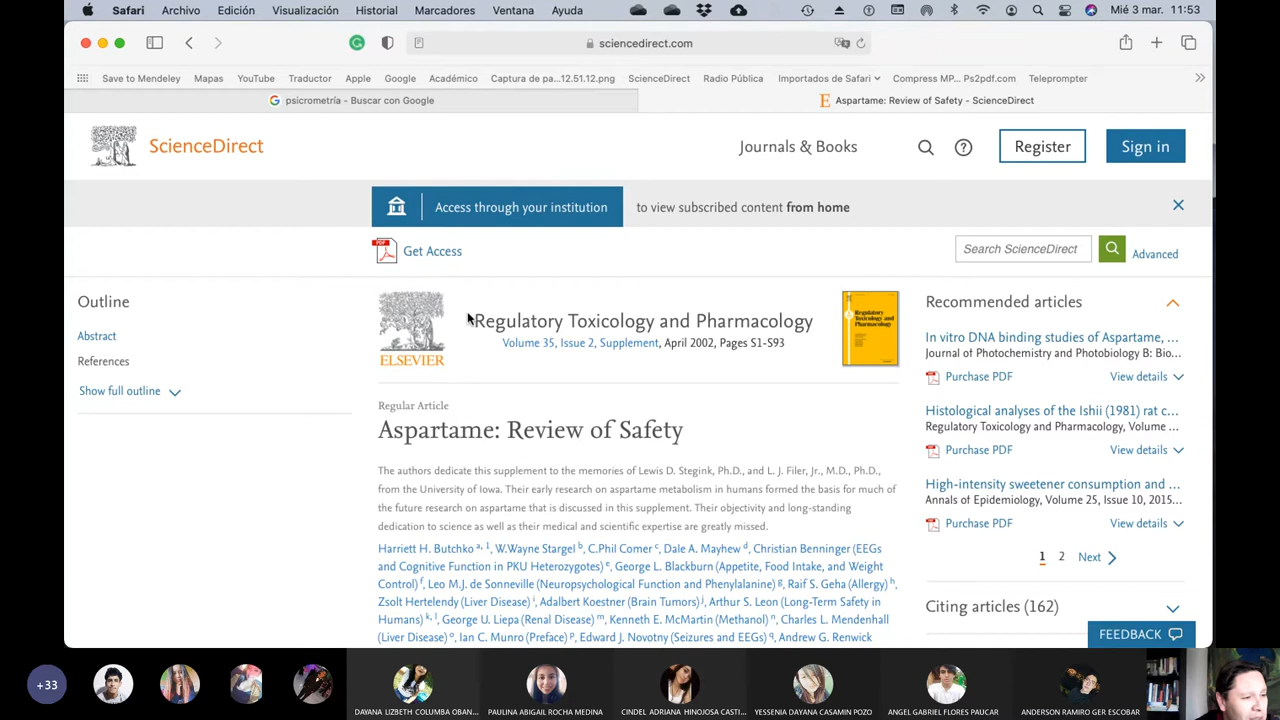 Safari Archivo Edición Visualización Historial Marcadores Ventana Ayuda Mié 3 mar. 11:53
sciencedirect.com
Save to Mendeley Mapas YouTube Traductor Apple Google Académico Captura de pa...12.51.12.png ScienceDirect Radio Pública Importados de Safari Compress MP... Ps2pdf.com Teleprompter
psicrometría - Buscar con Google
Aspartame: Review of Safety - ScienceDirect
ScienceDirect
Journals & Books
Register
Sign in
Access through your institution to view subscribed content from home
PDF Get Access
Search ScienceDirect
Advanced
Outline
Abstract
References
Show full outline
ELSEVIER
Regulatory Toxicology and Pharmacology
Volume 35, Issue 2, Supplement, April 2002, Pages S1-S93
Regulatory
Toxicology and
Pharmacology
Regular Article
Aspartame: Review of Safety
The authors dedicate this supplement to the memories of Lewis D. Stegink, Ph.D., and L. J. Filer, Jr., M.D., Ph.D.,
from the University of Iowa. Their early research on aspartame metabolism in humans formed the basis for much of
the future research on aspartame that is discussed in this supplement. Their objectivity and long-standing
dedication to science as well as their medical and scientific expertise are greatly missed.
Harriett H. Butchko a, 1, W.Wayne Stargel b, C.Phil Comer c, Dale A. Mayhew d, Christian Benninger (EEGs
and Cognitive Function in PKU Heterozygotes) e, George L. Blackburn (Appetite, Food Intake, and Weight
Control) f, Leo M.J. de Sonneville (Neuropsychological Function and Phenylalanine) g, Raif S. Geha (Allergy) h,
Zsolt Hertelendy (Liver Disease) i, Adalbert Koestner (Brain Tumors) j, Arthur S. Leon (Long-Term Safety in
Humans) k, l, George U. Liepa (Renal Disease) m, Kenneth E. McMartin (Methanol) n, Charles L. Mendenhall
(Liver Disease) o, Ian C. Munro (Preface) p, Edward J. Novotny (Seizures and EEGs) q, Andrew G. Renwick
Recommended articles
In vitro DNA binding studies of Aspartame, ...
Journal of Photochemistry and Photobiology B: Bio...
Purchase PDF View details
Histological analyses of the Ishii (1981) rat c...
Regulatory Toxicology and Pharmacology, Volume ...
Purchase PDF View details
High-intensity sweetener consumption and ...
Annals of Epidemiology, Volume 25, Issue 10, 2015...
Purchase PDF View details
1 2 Next
Citing articles (162)
FEEDBACK
+33
DAYANA LIZBETH COLUMBA OBAN... PAULINA ABIGAIL ROCHA MEDINA CINDEL ADRIANA HINOJOSA CASTI... YESSENIA DAYANA CASAMIN POZO ANGEL GABRIEL FLORES PAUCAR ANDERSON RAMIRO GER ESCOBAR